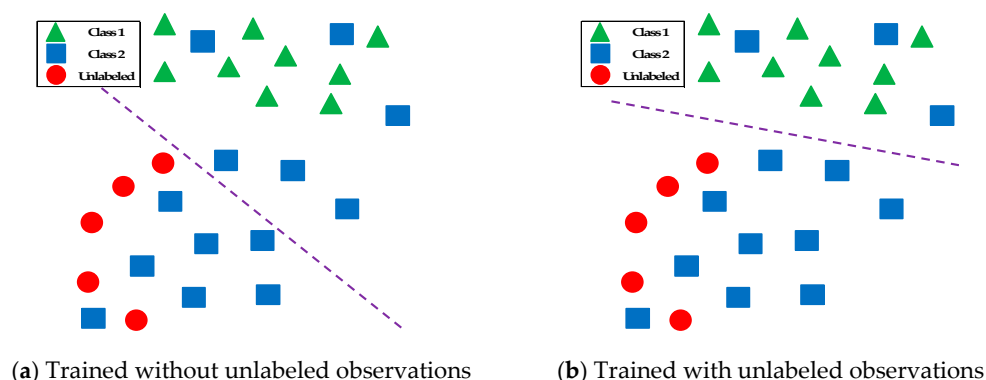 Class 1
Class 2
Unlabeled
Class 1
Class 2
Unlabeled
(a) Trained without unlabeled observations
(b) Trained with unlabeled observations